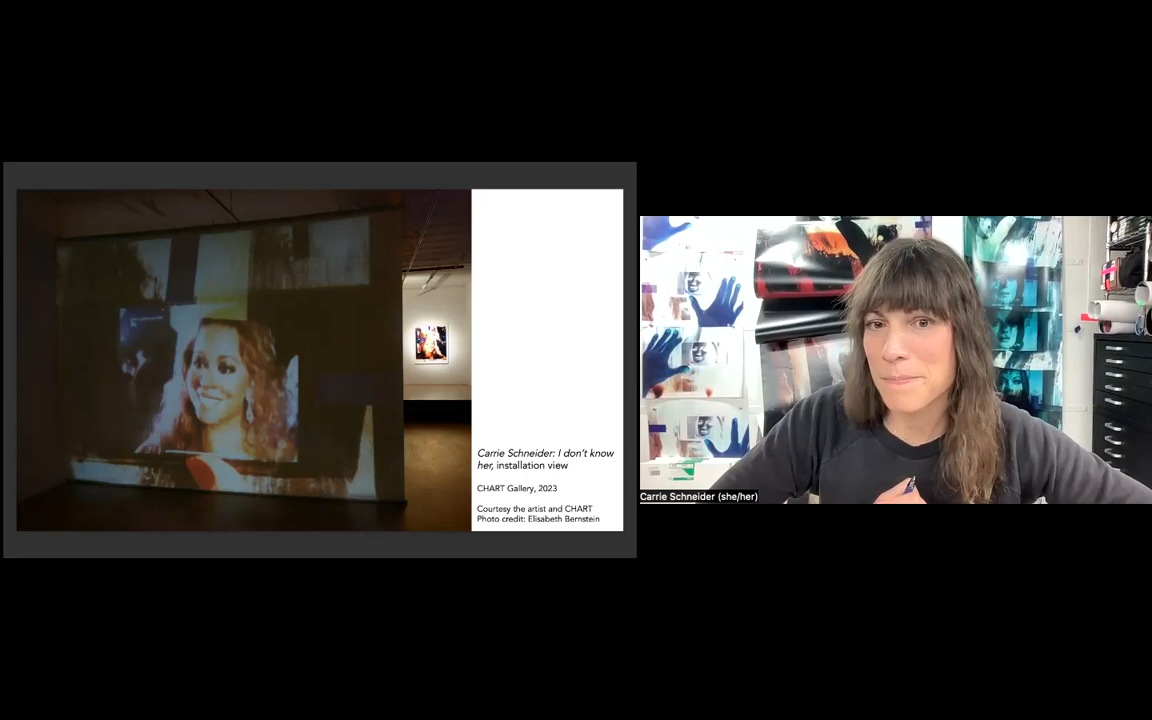 Carrie Schneider: I don't know
her, installation view
CHART Gallery, 2023
Courtesy the artist and CHART
Photo credit: Elisabeth Bernstein
Carrie Schneider (she/her)